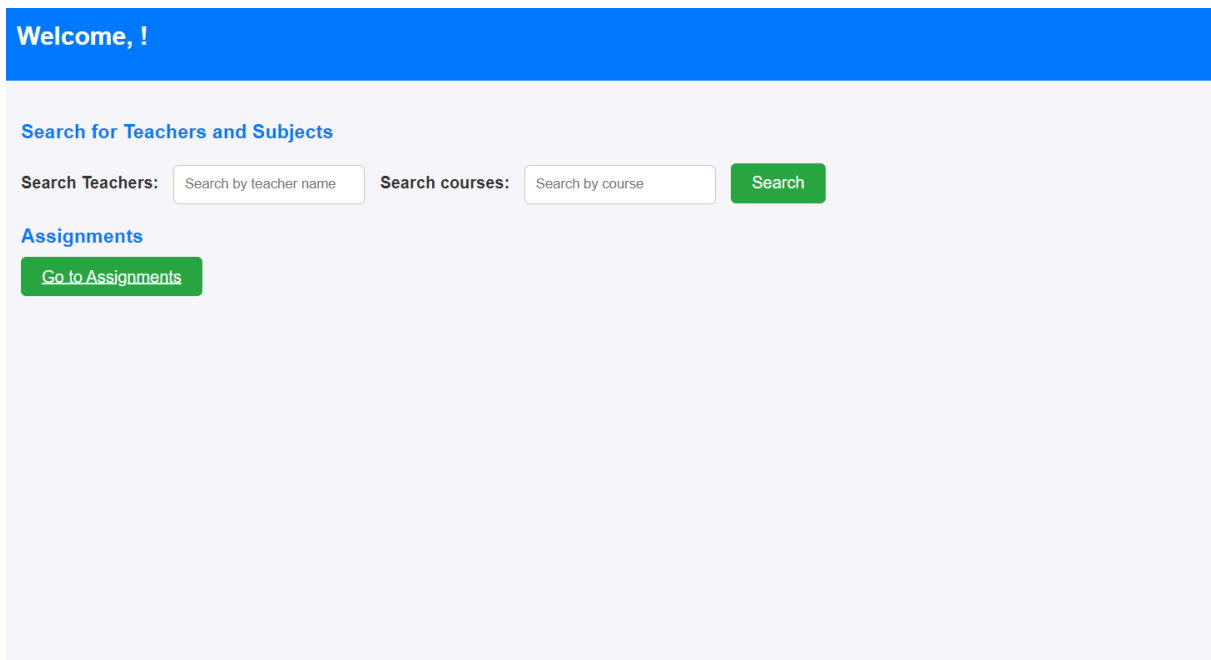 Welcome, !
Search for Teachers and Subjects
Search Teachers: Search by teacher name Search courses: Search by course Search
Assignments
Go to Assignments